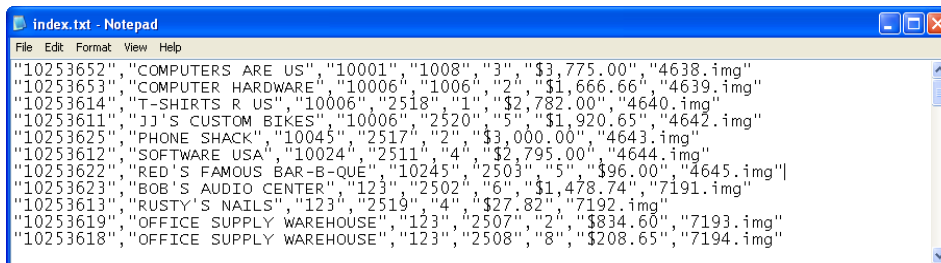 index.txt - Notepad
File Edit Format View Help
"10253652","COMPUTERS ARE US","10001","1008","3","$3,775.00","4638.img"
"10253653","COMPUTER HARDWARE","10006","1006","2","$1,666.66","4639.img"
"10253614","T-SHIRTS R US","10006","2518","1","$2,782.00","4640.img"
"10253611","JJ'S CUSTOM BIKES","10006","2520","5","$1,920.65","4642.img"
"10253625","PHONE SHACK","10045","2517","2","$3,000.00","4643.img"
"10253612","SOFTWARE USA","10024","2511","4","$2,795.00","4644.img"
"10253622","RED'S FAMOUS BAR-B-QUE","10245","2503","5","$96.00","4645.img"
"10253623","BOB'S AUDIO CENTER","123","2502","6","$1,478.74","7191.img"
"10253613","RUSTY'S NAILS","123","2519","4","$27.82","7192.img"
"10253619","OFFICE SUPPLY WAREHOUSE","123","2507","2","$834.60","7193.img"
"10253618","OFFICE SUPPLY WAREHOUSE","123","2508","8","$208.65","7194.img"